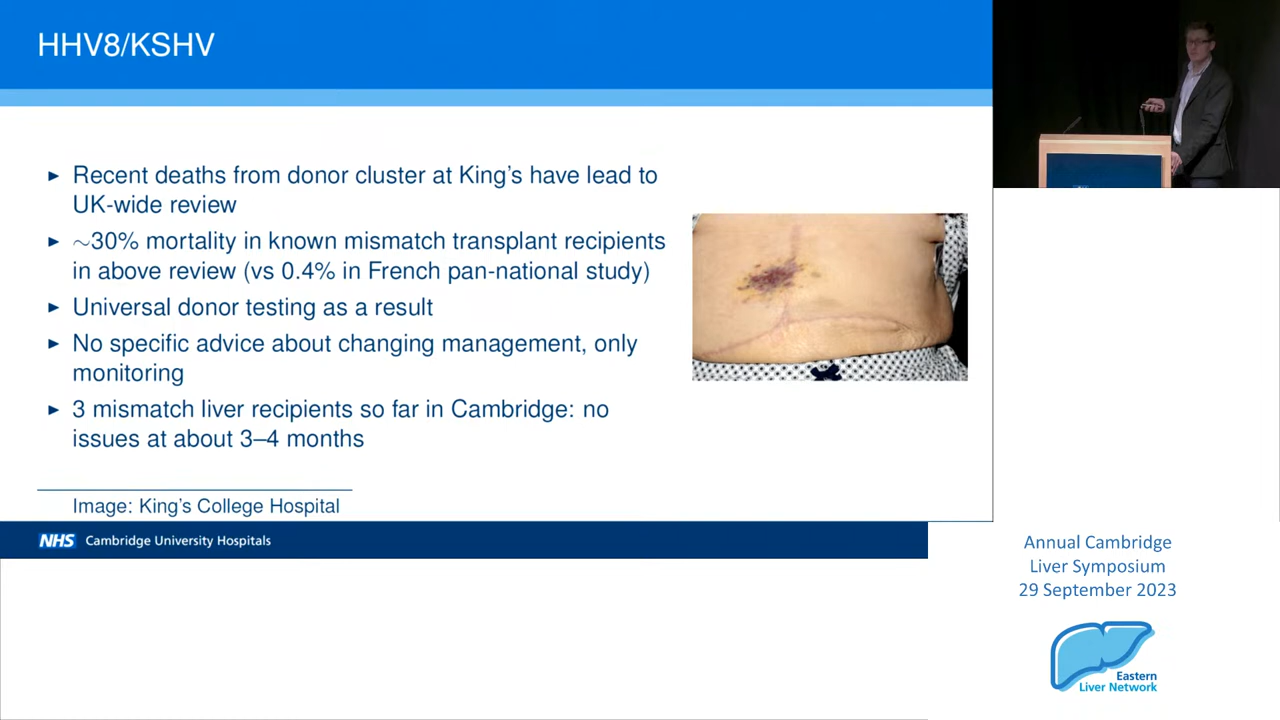 HHV8/KSHV
▶ Recent deaths from donor cluster at King's have lead to
UK-wide review
▶ ~30% mortality in known mismatch transplant recipients
in above review (vs 0.4% in French pan-national study)
▶ Universal donor testing as a result
▶ No specific advice about changing management, only
monitoring
▶ 3 mismatch liver recipients so far in Cambridge: no
issues at about 3–4 months
Image: King's College Hospital
NHS Cambridge University Hospitals
Annual Cambridge
Liver Symposium
29 September 2023
Eastern
Liver Network